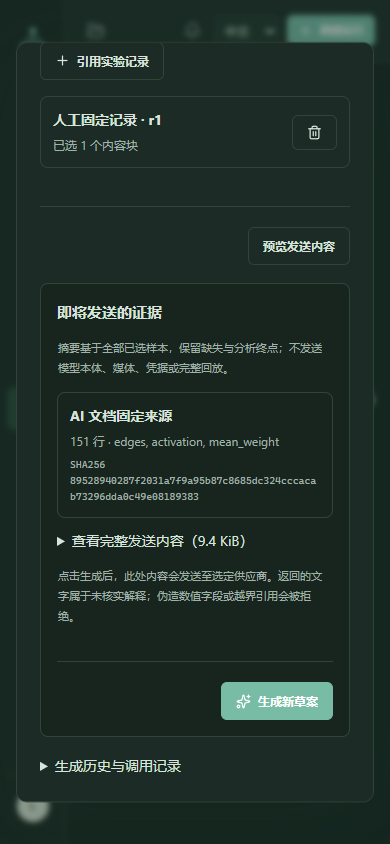 引用实验记录
人工固定记录 · r1
已选 1 个内容块
预览发送内容
即将发送的证据
摘要基于全部已选样本，保留缺失与分析终点；不发送
模型本体、媒体、凭据或完整回放。
AI 文档固定来源
151 行 · edges, activation, mean_weight
SHA256
89528940287f2031a7f9a95b87c8685dc324cccaca
b73296dda0c49e08189383
查看完整发送内容（9.4 KiB）
点击生成后，此处内容会发送至选定供应商。返回的文
字属于未核实解释；伪造数值字段或越界引用会被拒
绝。
生成新草案
生成历史与调用记录